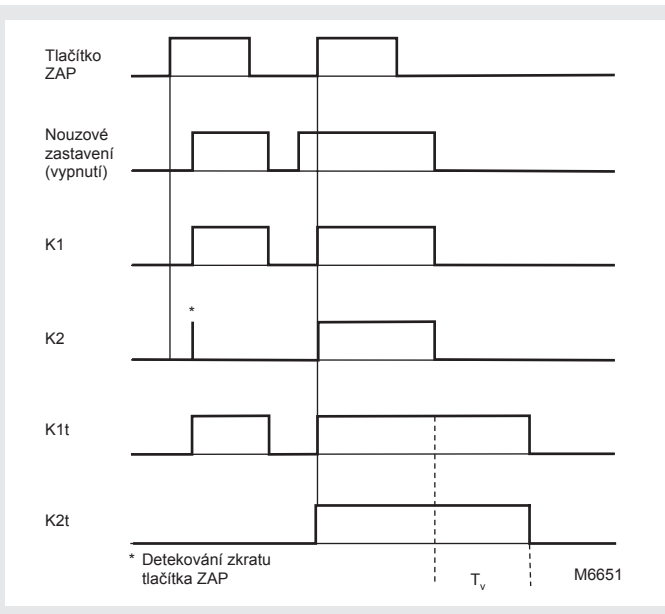 Tlačítko
ZAP
Nouzové
zastavení
(vypnutí)
K1
*
K2
K1t
K2t
* Detekování zkratu
tlačítka ZAP
Tv
M6651